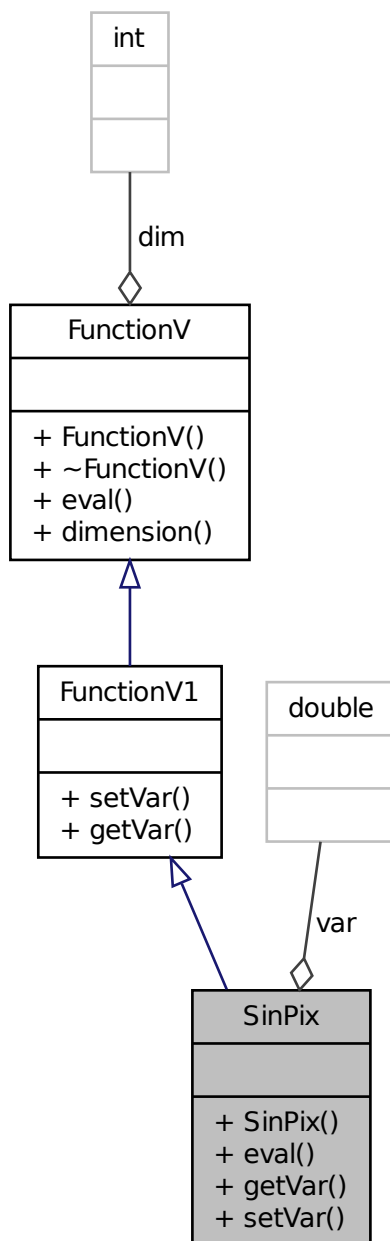 int
dim
FunctionV
+ FunctionV()
+ ~FunctionV()
+ eval()
+ dimension()
FunctionV1
+ setVar()
+ getVar()
double
var
SinPix
+ SinPix()
+ eval()
+ getVar()
+ setVar()